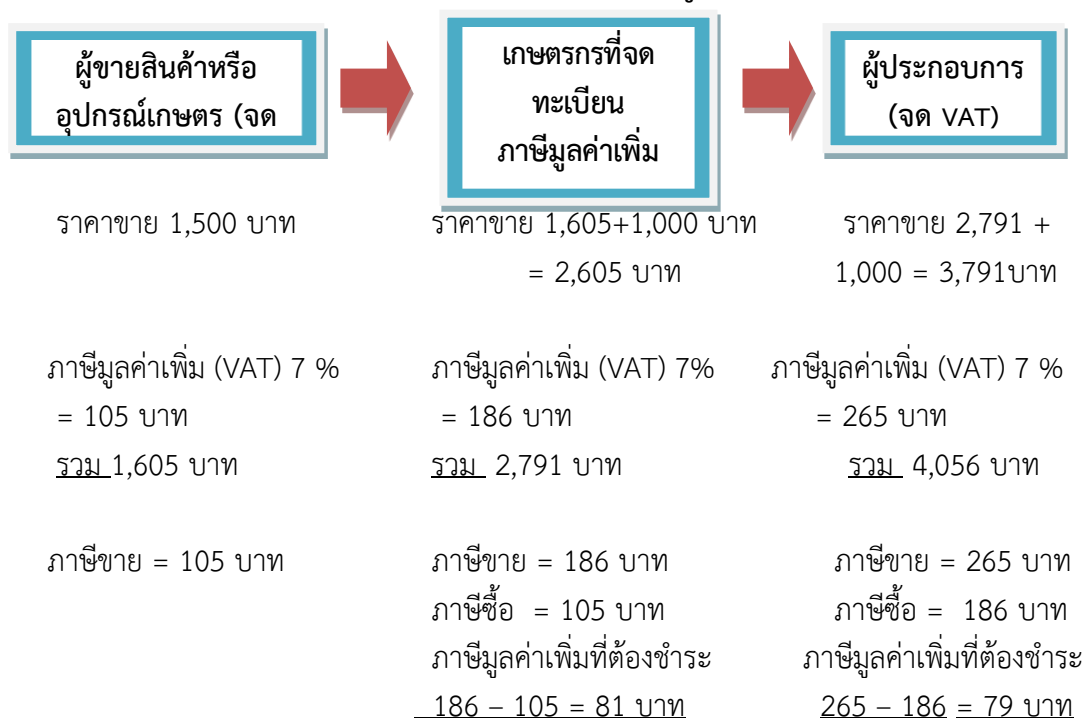 ผู้ขายสินค้าหรือ
อุปกรณ์เกษตร (จด
เกษตรกรที่จด
ทะเบียน
ภาษีมูลค่าเพิ่ม
ผู้ประกอบการ
(จด VAT)
ราคาขาย 1,500 บาท
ราคาขาย 1,605+1,000 บาท
= 2,605 บาท
ราคาขาย 2,791 +
1,000 = 3,791บาท
ภาษีมูลค่าเพิ่ม (VAT) 7 %
= 105 บาท
รวม 1,605 บาท
ภาษีมูลค่าเพิ่ม (VAT) 7%
= 186 บาท
รวม 2,791 บาท
ภาษีมูลค่าเพิ่ม (VAT) 7 %
= 265 บาท
รวม 4,056 บาท
ภาษีขาย = 105 บาท
ภาษีขาย = 186 บาท
ภาษีซื้อ = 105 บาท
ภาษีมูลค่าเพิ่มที่ต้องชำระ
186 – 105 = 81 บาท
ภาษีขาย = 265 บาท
ภาษีซื้อ = 186 บาท
ภาษีมูลค่าเพิ่มที่ต้องชำระ
265 – 186 = 79 บาท